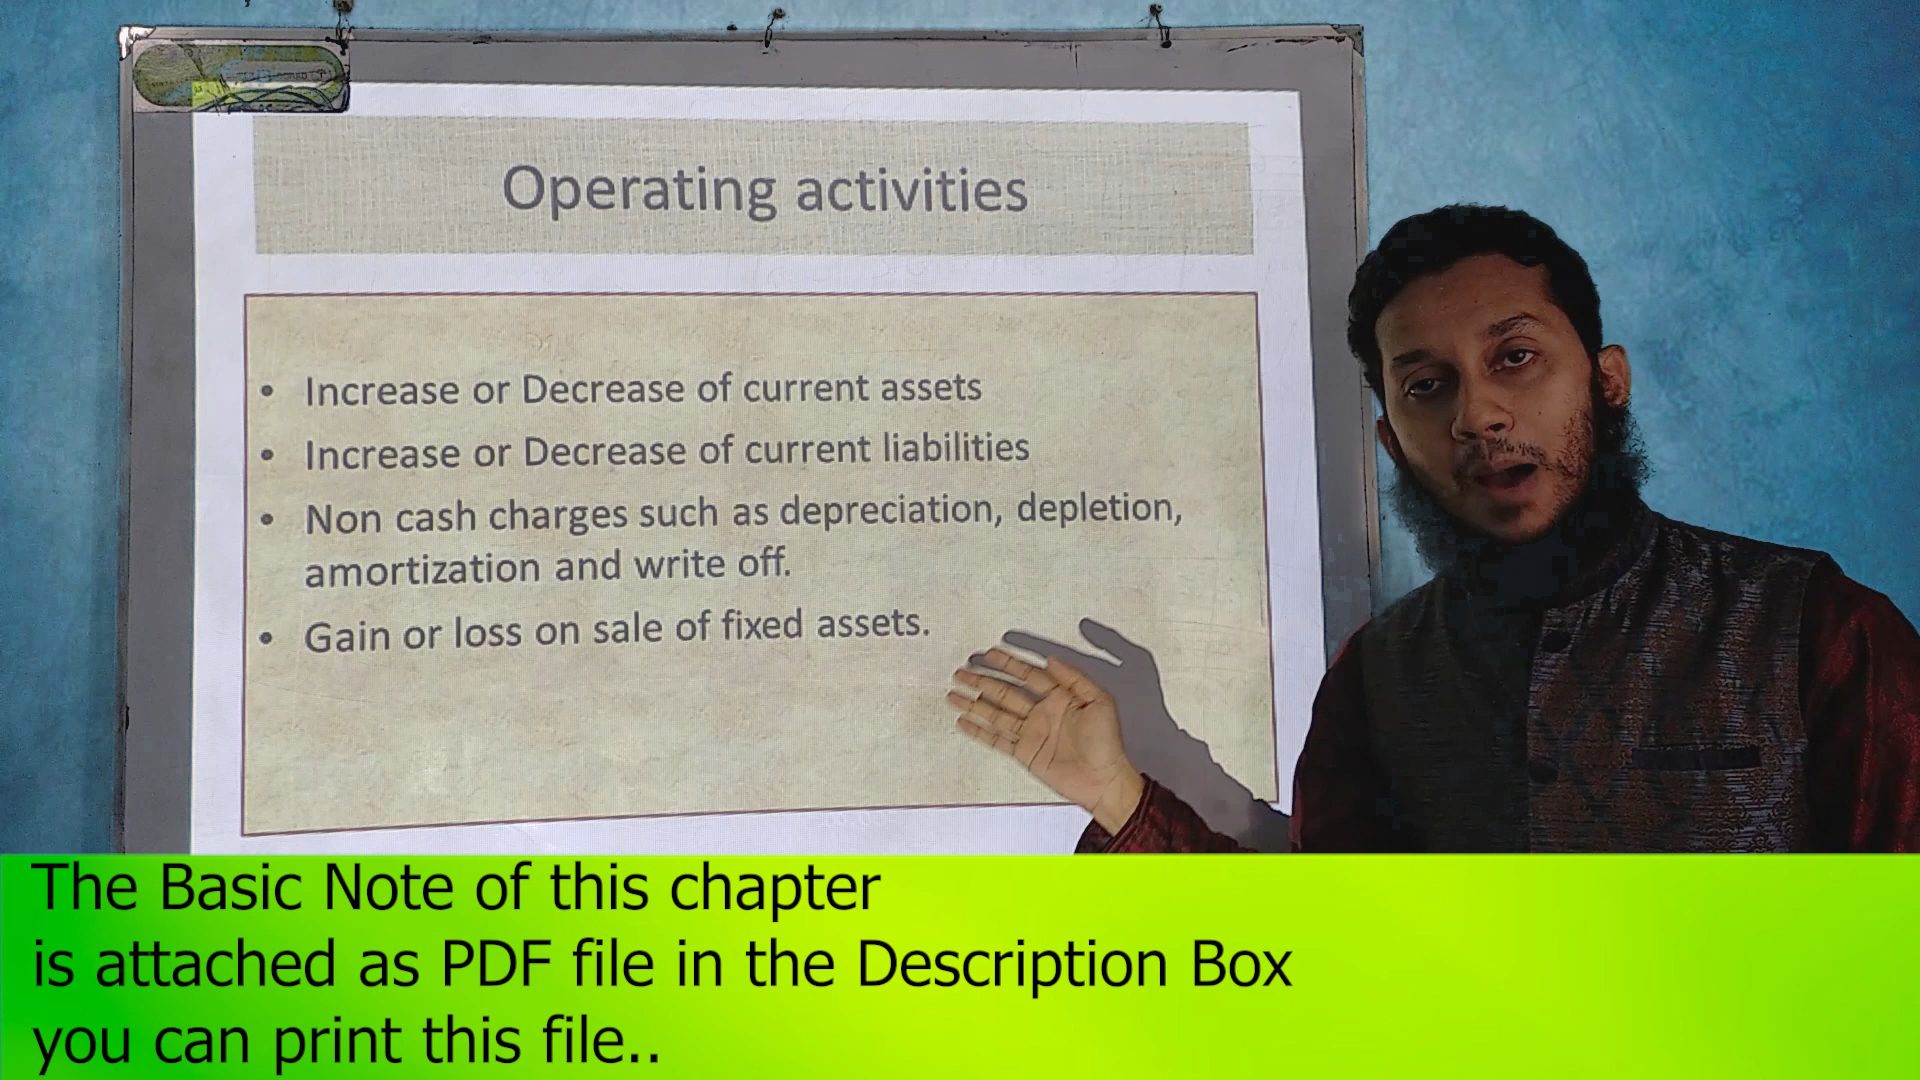 Operating activities
• Increase or Decrease of current assets
• Increase or Decrease of current liabilities
• Non cash charges such as depreciation, depletion,
amortization and write off.
• Gain or loss on sale of fixed assets.
The Basic Note of this chapter
is attached as PDF file in the Description Box
you can print this file..